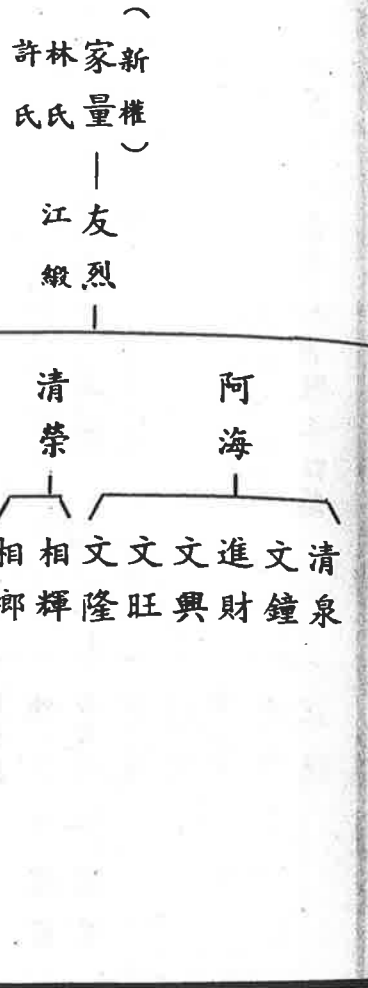 （新權）
家量
林氏
許氏
友烈
江緞
阿海
清榮
清泉
文鐘
進財
文興
文旺
文隆
相輝